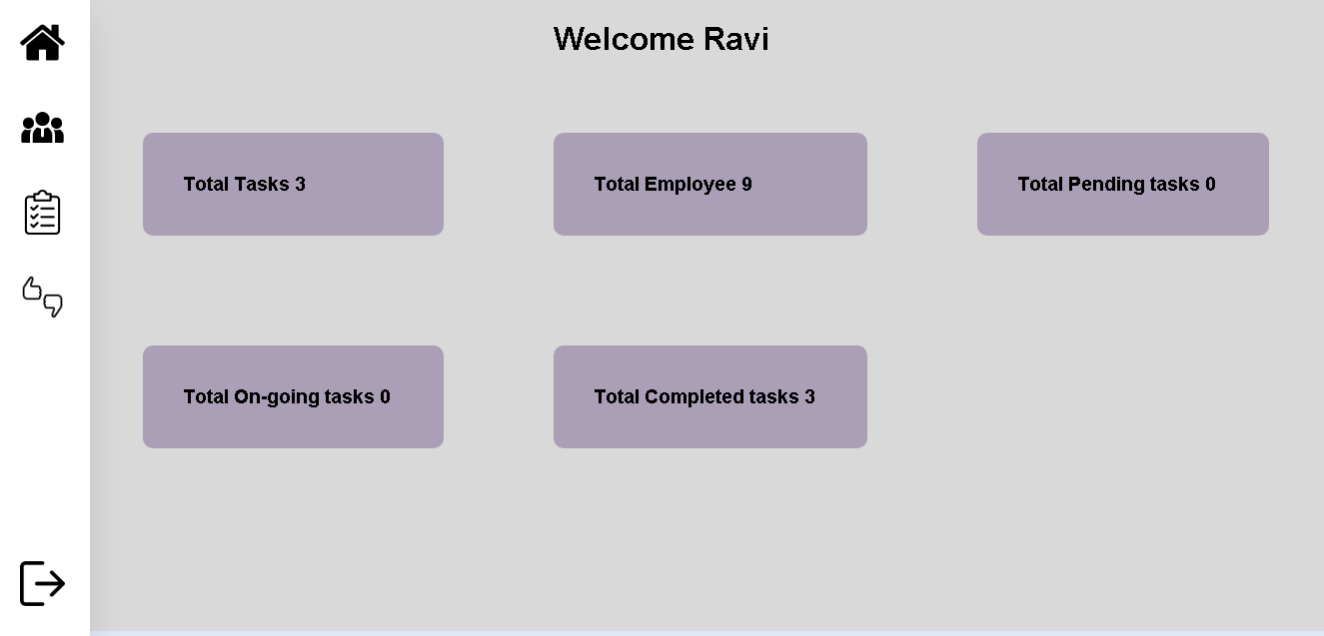 Welcome Ravi
Total Tasks 3
Total Employee 9
Total Pending tasks 0
Total On-going tasks 0
Total Completed tasks 3